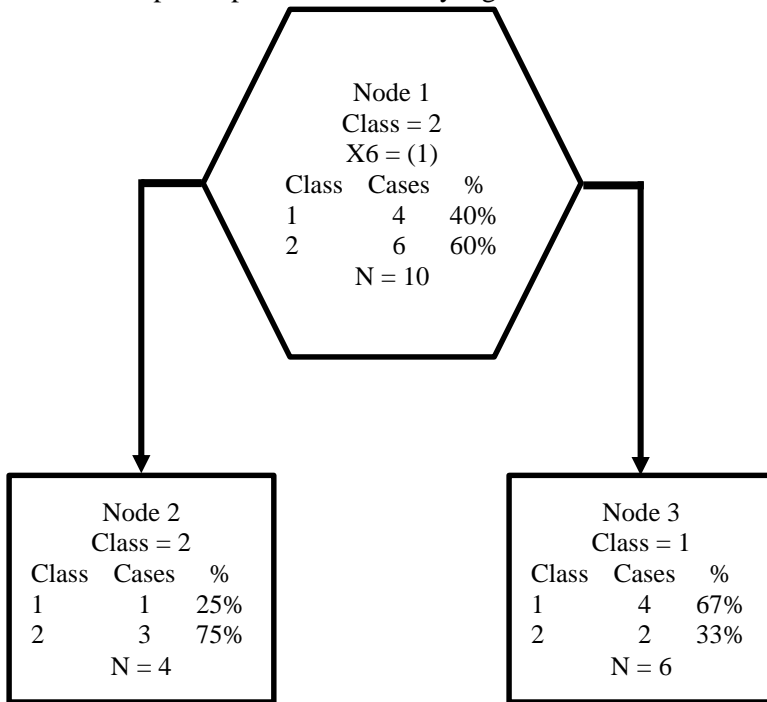 Node 1
Class = 2
X6 = (1)
Class Cases %
1 4 40%
2 6 60%
N = 10
Node 2
Class = 2
Class Cases %
1 1 25%
2 3 75%
N = 4
Node 3
Class = 1
Class Cases %
1 4 67%
2 2 33%
N = 6